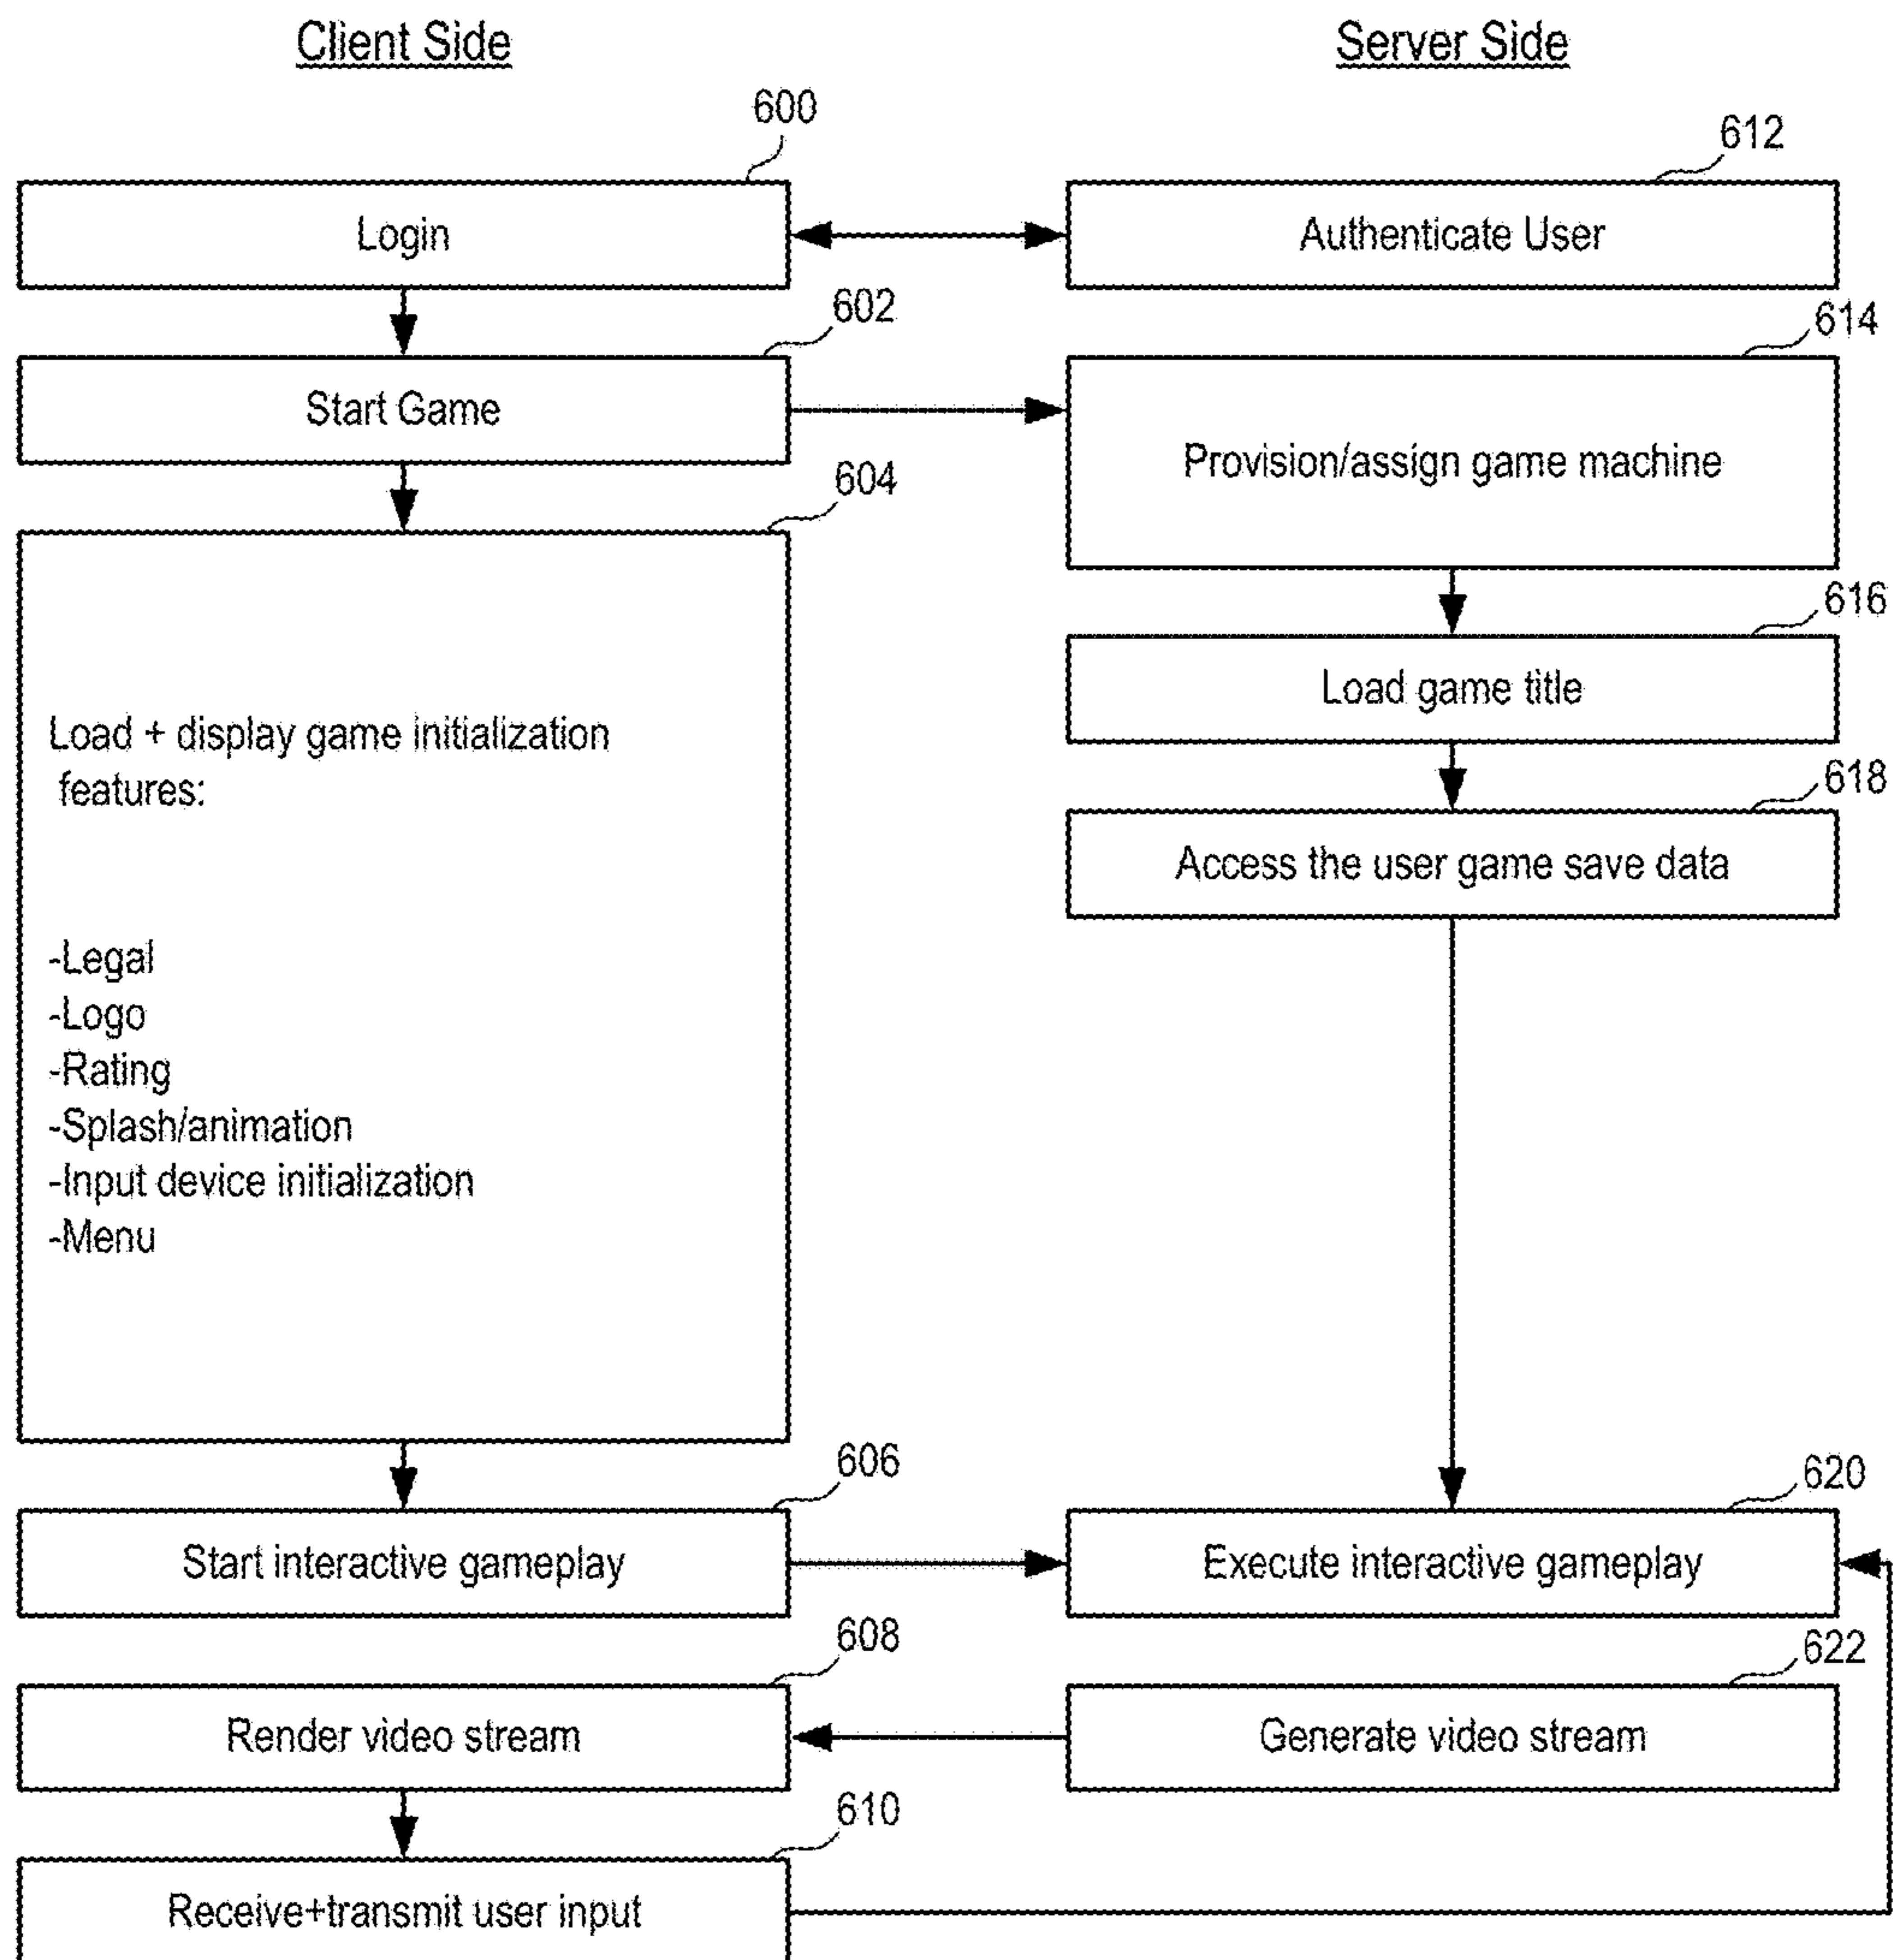 Client Side
Server Side
600
612
Login
Authenticate User
602
614
Start Game
Provision/assign game machine
604
616
Load game title
Load + display game initialization
features:
618
Access the user game save data
-Legal
-Logo
-Rating
-Splash/animation
-Input device initialization
-Menu
606
620
Start interactive gameplay
Execute interactive gameplay
608
622
Render video stream
Generate video stream
610
Receive+transmit user input